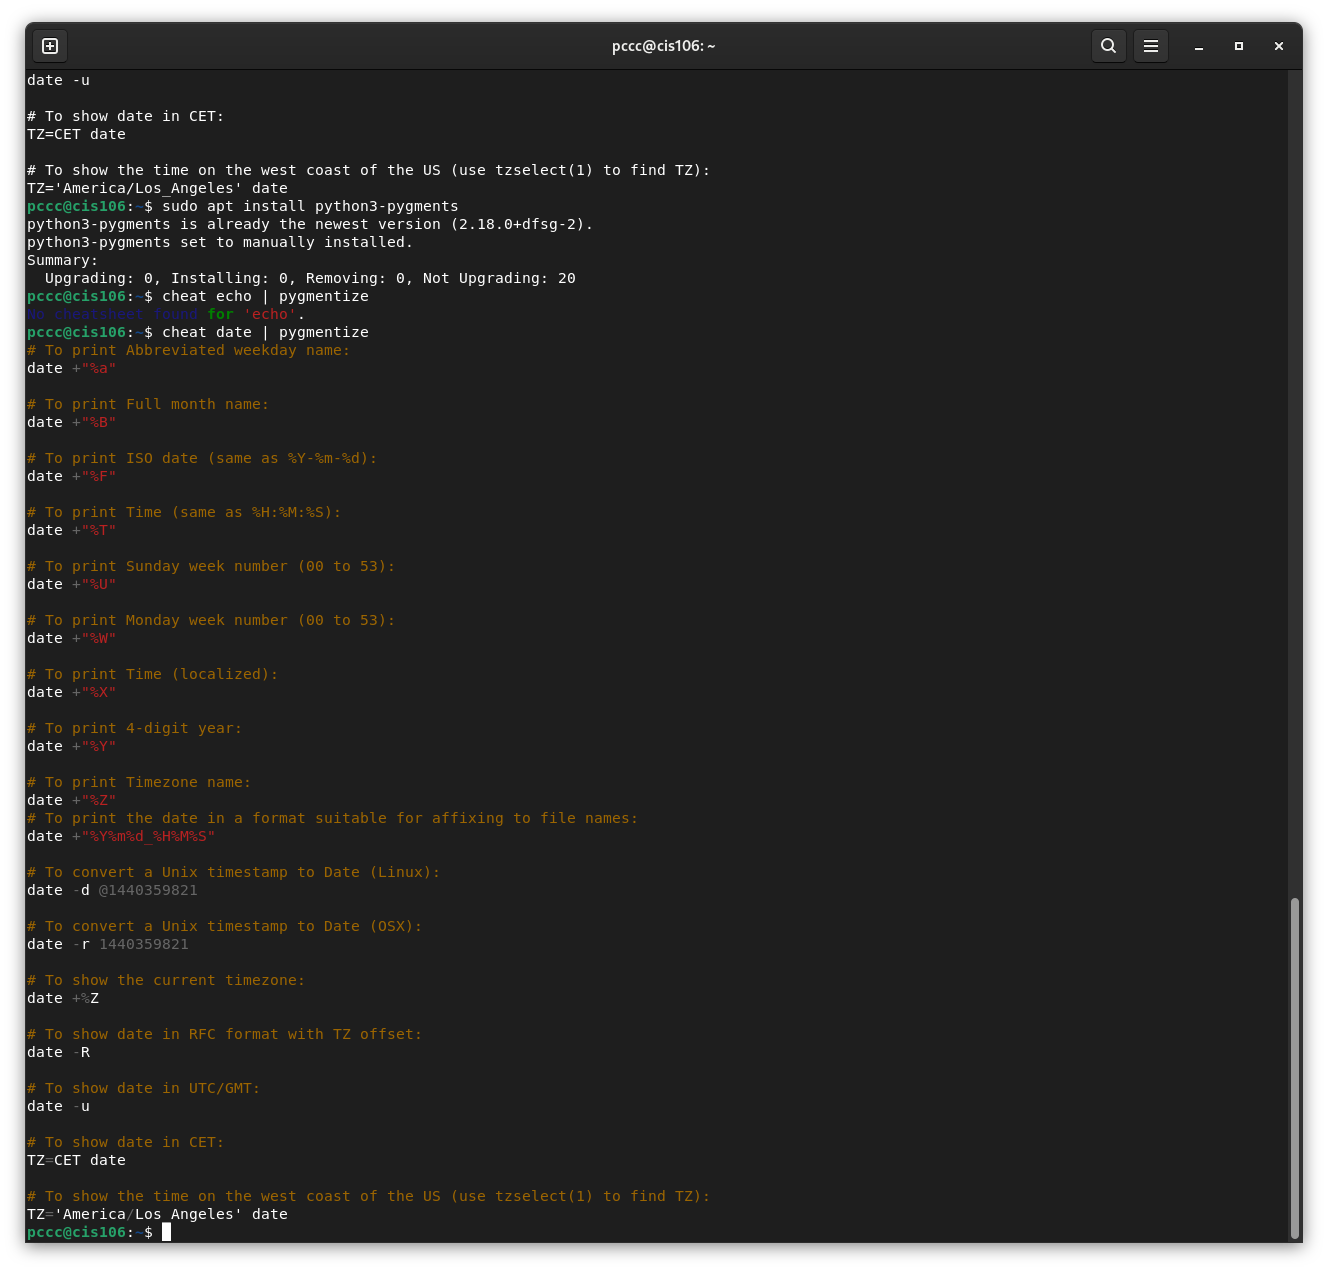 pccc@cis106: ~
date -u
# To show date in CET:
TZ=CET date
# To show the time on the west coast of the US (use tzselect(1) to find TZ):
TZ='America/Los_Angeles' date
pccc@cis106:~$ sudo apt install python3-pygments
python3-pygments is already the newest version (2.18.0+dfsg-2).
python3-pygments set to manually installed.
Summary:
  Upgrading: 0, Installing: 0, Removing: 0, Not Upgrading: 20
pccc@cis106:~$ cheat echo | pygmentize
No cheatsheet found for 'echo'.
pccc@cis106:~$ cheat date | pygmentize
# To print Abbreviated weekday name:
date +"%a"
# To print Full month name:
date +"%B"
# To print ISO date (same as %Y-%m-%d):
date +"%F"
# To print Time (same as %H:%M:%S):
date +"%T"
# To print Sunday week number (00 to 53):
date +"%U"
# To print Monday week number (00 to 53):
date +"%W"
# To print Time (localized):
date +"%X"
# To print 4-digit year:
date +"%Y"
# To print Timezone name:
date +"%Z"
# To print the date in a format suitable for affixing to file names:
date +"%Y%m%d_%H%M%S"
# To convert a Unix timestamp to Date (Linux):
date -d @1440359821
# To convert a Unix timestamp to Date (OSX):
date -r 1440359821
# To show the current timezone:
date +%Z
# To show date in RFC format with TZ offset:
date -R
# To show date in UTC/GMT:
date -u
# To show date in CET:
TZ=CET date
# To show the time on the west coast of the US (use tzselect(1) to find TZ):
TZ='America/Los_Angeles' date
pccc@cis106:~$